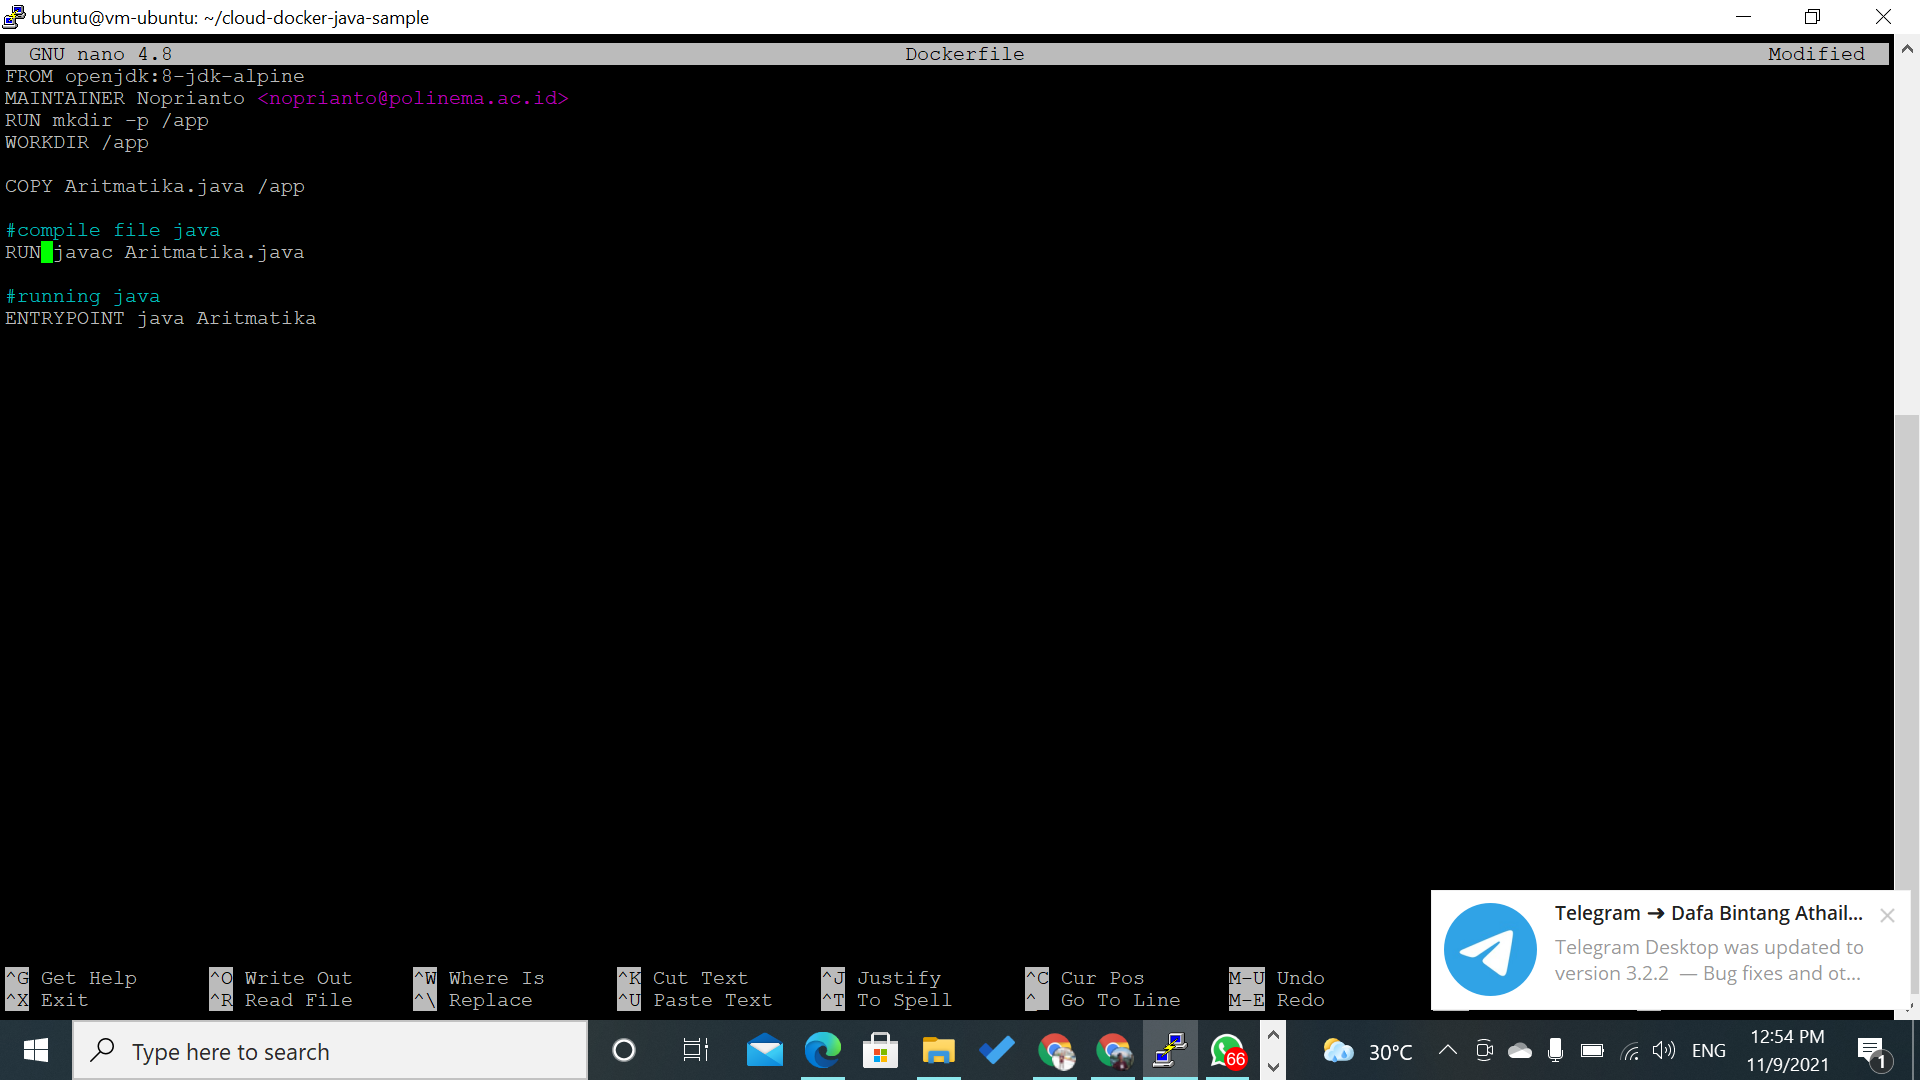 ubuntu@vm-ubuntu: ~/cloud-docker-java-sample
GNU nano 4.8 Dockerfile Modified
FROM openjdk:8-jdk-alpine
MAINTAINER Noprianto <noprianto@polinema.ac.id>
RUN mkdir -p /app
WORKDIR /app
COPY Aritmatika.java /app
#compile file java
RUN javac Aritmatika.java
#running java
ENTRYPOINT java Aritmatika
Telegram ➜ Dafa Bintang Athail...
Telegram Desktop was updated to
version 3.2.2 — Bug fixes and ot...
^G Get Help ^O Write Out ^W Where Is ^K Cut Text ^J Justify ^C Cur Pos M-U Undo
^X Exit ^R Read File ^\ Replace ^U Paste Text ^T To Spell ^_ Go To Line M-E Redo
Type here to search
66
30°C
ENG
12:54 PM
11/9/2021
1